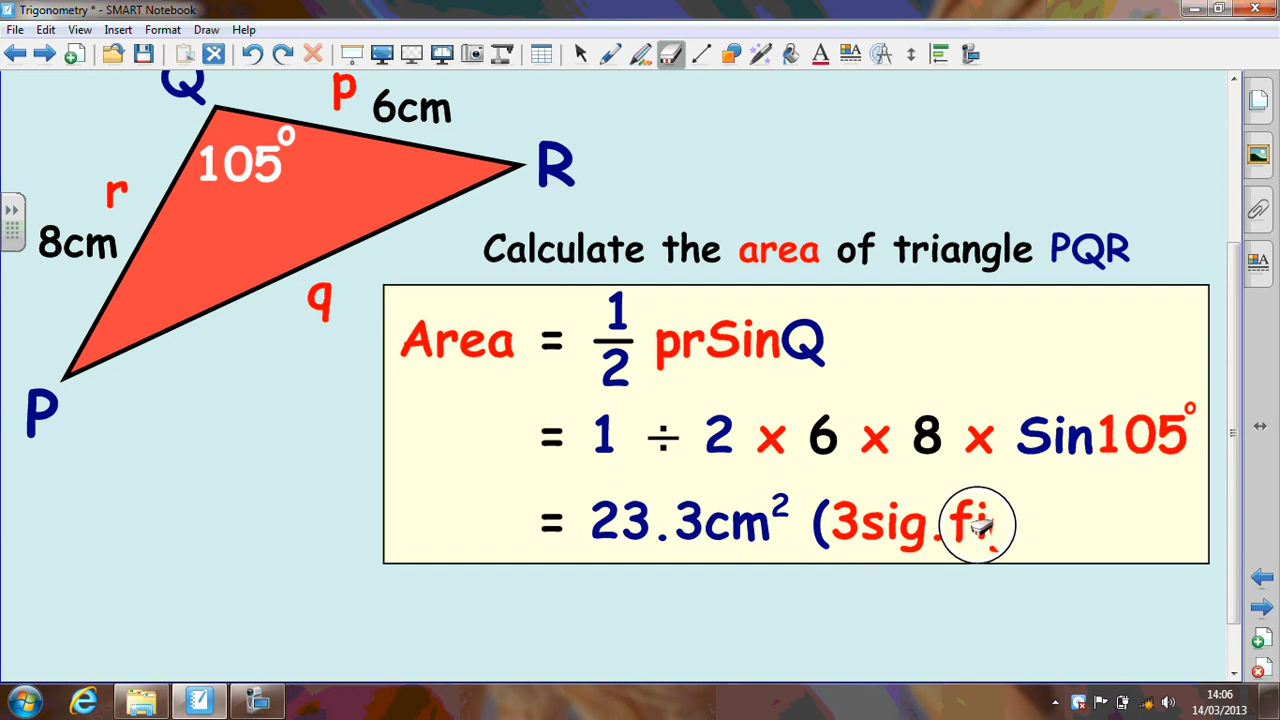 Trigonometry * - SMART Notebook
File Edit View Insert Format Draw Help
Q
p
6cm
105°
R
r
8cm
Calculate the area of triangle PQR
q
Area = 1/2 prSinQ
= 1 ÷ 2 x 6 x 8 x Sin105°
P
= 23.3cm² (3sig.fi
14:06
14/03/2013